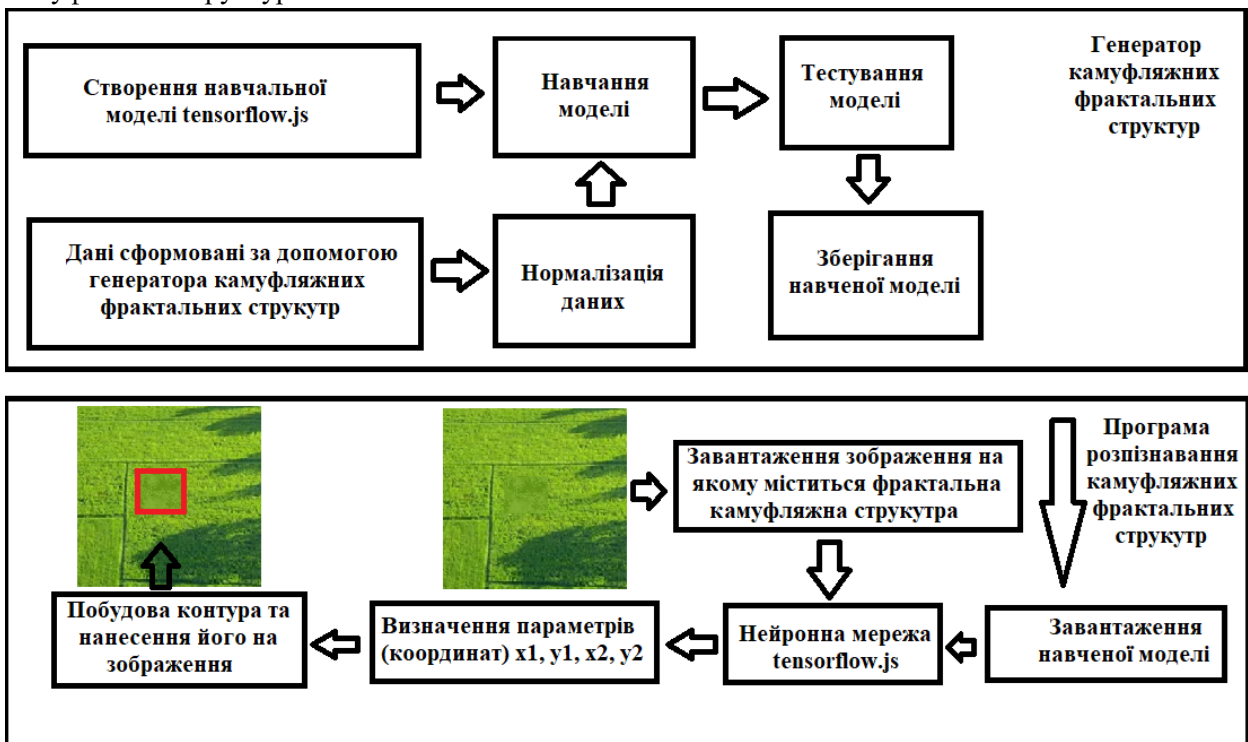 Створення навчальної
моделі tensorflow.js
Навчання
моделі
Тестування
моделі
Генератор
камуфляжних
фрактальних
структур
Дані сформовані за допомогою
генератора камуфляжних
фрактальних струкутр
Нормалізація
даних
Зберігання
навченої моделі
Завантаження зображення на
якому міститься фрактальна
камуфляжна струкутра
Програма
розпізнавання
камуфляжних
фрактальних
струкутр
Побудова контура та
нанесення його на
зображення
Визначення параметрів
(координат) x1, y1, x2, y2
Нейронна мережа
tensorflow.js
Завантаження
навченої моделі